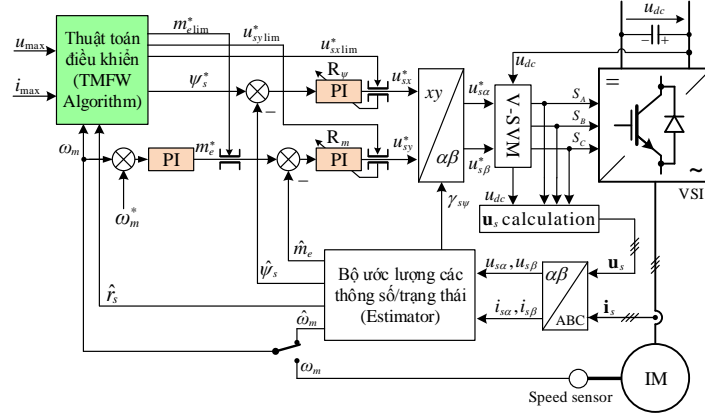 u_dc
m*_elim
u*_sylim
u*_sxlim
u_max
i_max
Thuật toán
điều khiển
(TMFW
Algorithm)
ψ*_s
R_ψ
PI
u*_sx
xy
αβ
u*_sα
u_dc
V-SVM
S_A
S_B
S_C
=
~
VSI
ω_m
PI
m*_e
R_m
PI
u*_sy
u*_sβ
ω*_m
γ_sψ
u_dc
u_s calculation
m̂_e
ψ̂_s
r̂_s
Bộ ước lượng các
thông số/trạng thái
(Estimator)
u_sα, u_sβ
i_sα, i_sβ
αβ
ABC
u_s
i_s
ω̂_m
ω_m
Speed sensor
IM